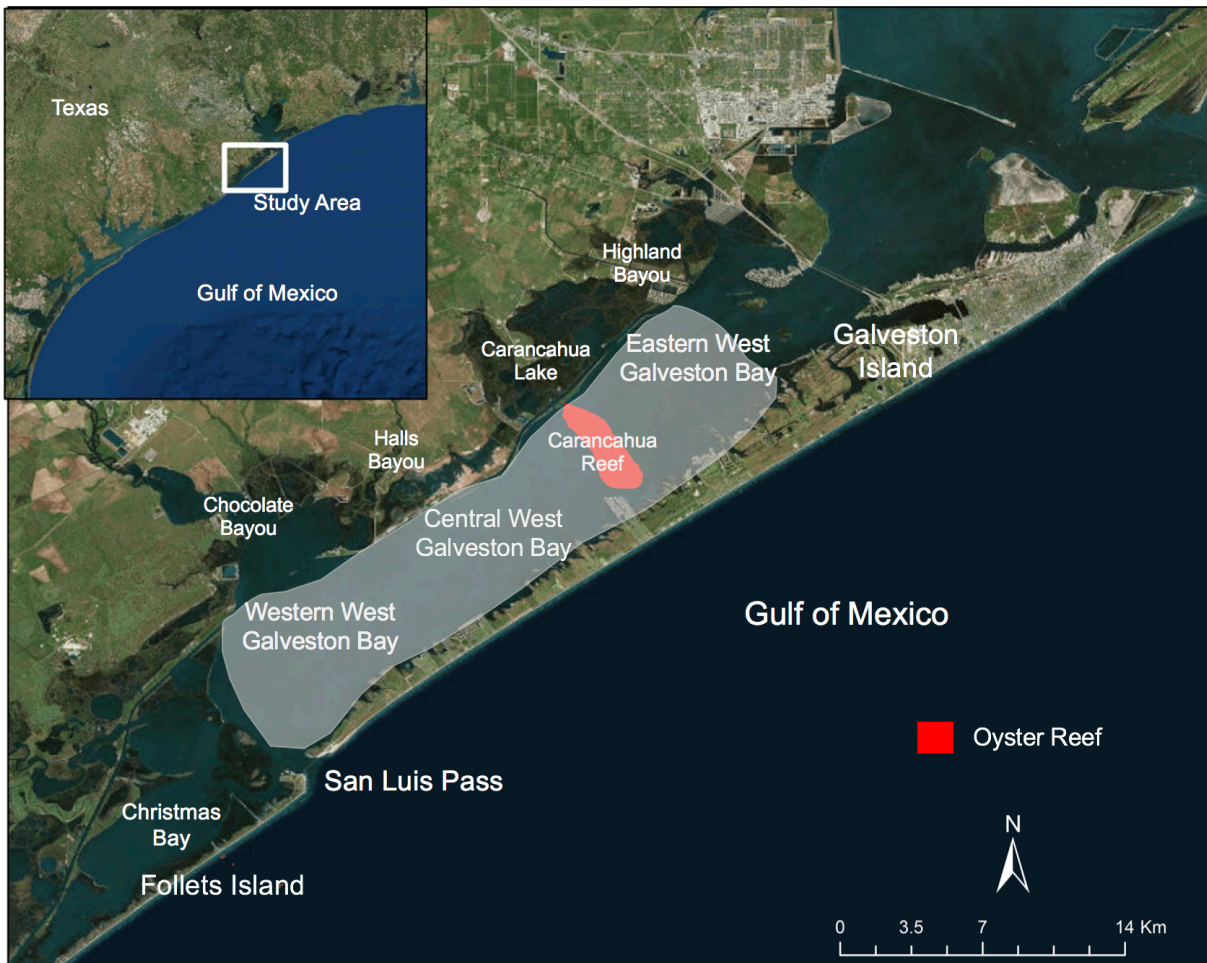 Texas
Study Area
Gulf of Mexico
Highland
Bayou
Carancahua
Lake
Eastern West
Galveston Bay
Galveston
Island
Halls
Bayou
Carancahua
Reef
Chocolate
Bayou
Central West
Galveston Bay
Western West
Galveston Bay
Gulf of Mexico
Oyster Reef
San Luis Pass
Christmas
Bay
Follets Island
N
0 3.5 7 14 Km